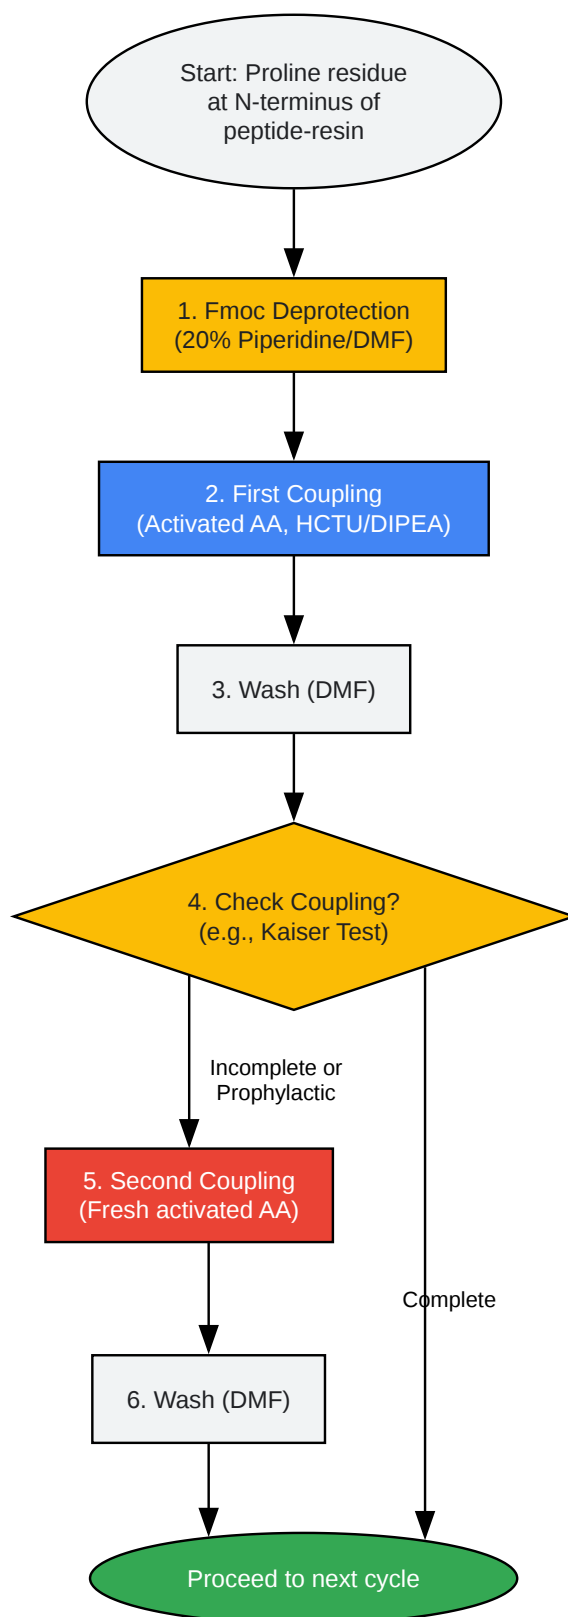 Start: Proline residue
at N-terminus of
peptide-resin
1. Fmoc Deprotection
(20% Piperidine/DMF)
2. First Coupling
(Activated AA, HCTU/DIPEA)
3. Wash (DMF)
4. Check Coupling?
(e.g., Kaiser Test)
Incomplete or
Prophylactic
5. Second Coupling
(Fresh activated AA)
Complete
6. Wash (DMF)
Proceed to next cycle